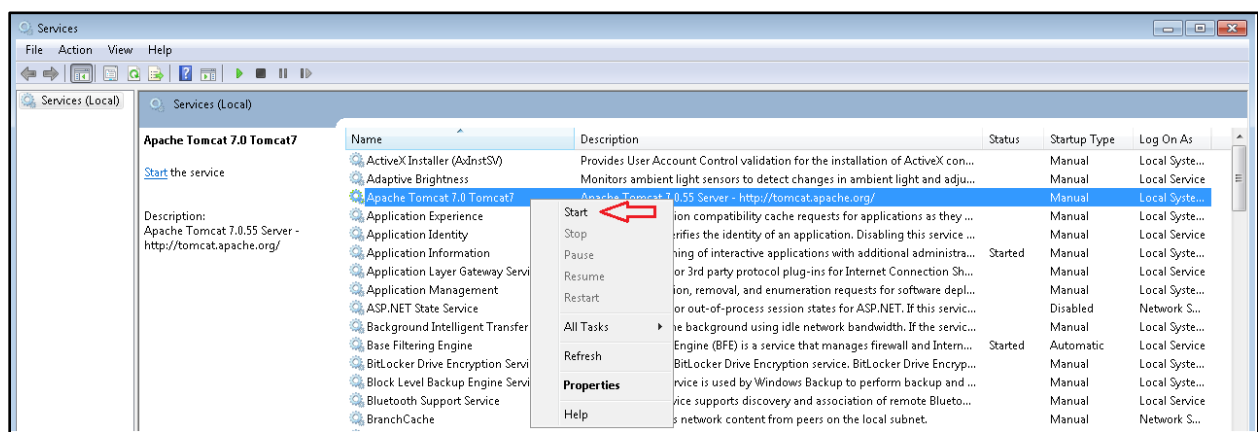 Services
File Action View Help
Services (Local)
Services (Local)
Apache Tomcat 7.0 Tomcat7
Start the service
Description:
Apache Tomcat 7.0.55 Server -
http://tomcat.apache.org/
Name Description Status Startup Type Log On As
ActiveX Installer (AxInstSV) Provides User Account Control validation for the installation of ActiveX con... Manual Local Syste...
Adaptive Brightness Monitors ambient light sensors to detect changes in ambient light and adju... Manual Local Service
Apache Tomcat 7.0 Tomcat7 Apache Tomcat 7.0.55 Server - http://tomcat.apache.org/ Manual Local Syste...
Application Experience ion compatibility cache requests for applications as they ... Manual Local Syste...
Application Identity erifies the identity of an application. Disabling this service ... Manual Local Service
Application Information ning of interactive applications with additional administra... Started Manual Local Syste...
Application Layer Gateway Servi or 3rd party protocol plug-ins for Internet Connection Sh... Manual Local Service
Application Management ion, removal, and enumeration requests for software depl... Manual Local Syste...
ASP.NET State Service or out-of-process session states for ASP.NET. If this servic... Disabled Network S...
Background Intelligent Transfer he background using idle network bandwidth. If the servic... Manual Local Syste...
Base Filtering Engine Engine (BFE) is a service that manages firewall and Intern... Started Automatic Local Service
BitLocker Drive Encryption Servi BitLocker Drive Encryption service. BitLocker Drive Encryp... Manual Local Syste...
Block Level Backup Engine Servi rvice is used by Windows Backup to perform backup and ... Manual Local Syste...
Bluetooth Support Service vice supports discovery and association of remote Blueto... Manual Local Service
BranchCache s network content from peers on the local subnet. Manual Network S...
Start
Stop
Pause
Resume
Restart
All Tasks
Refresh
Properties
Help